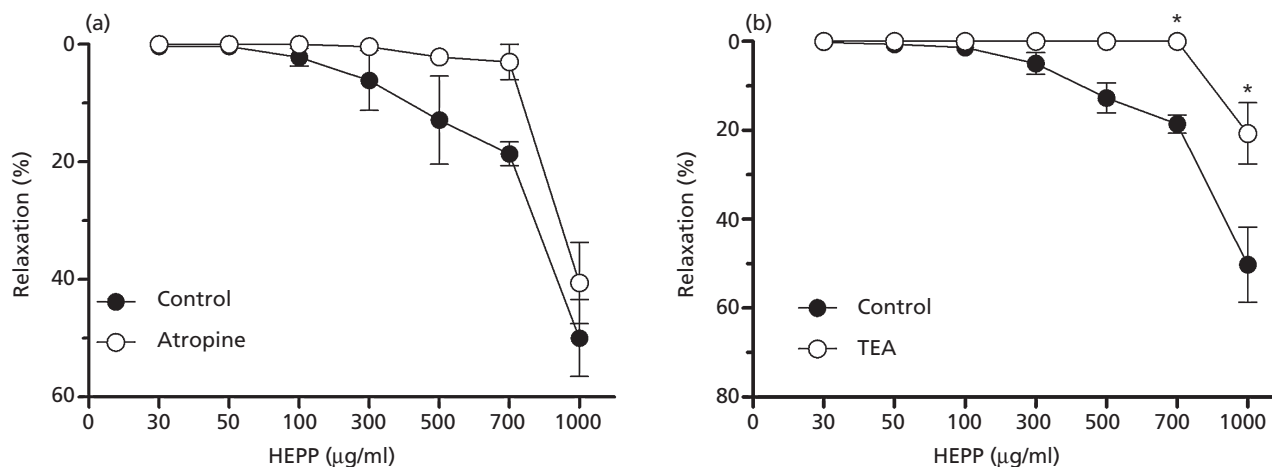 (a)
0
20
40
60
Relaxation (%)
Control
Atropine
0 30 50 100 300 500 700 1000
HEPP (μg/ml)
(b)
* *
0
20
40
60
80
Relaxation (%)
Control
TEA
0 30 50 100 300 500 700 1000
HEPP (μg/ml)